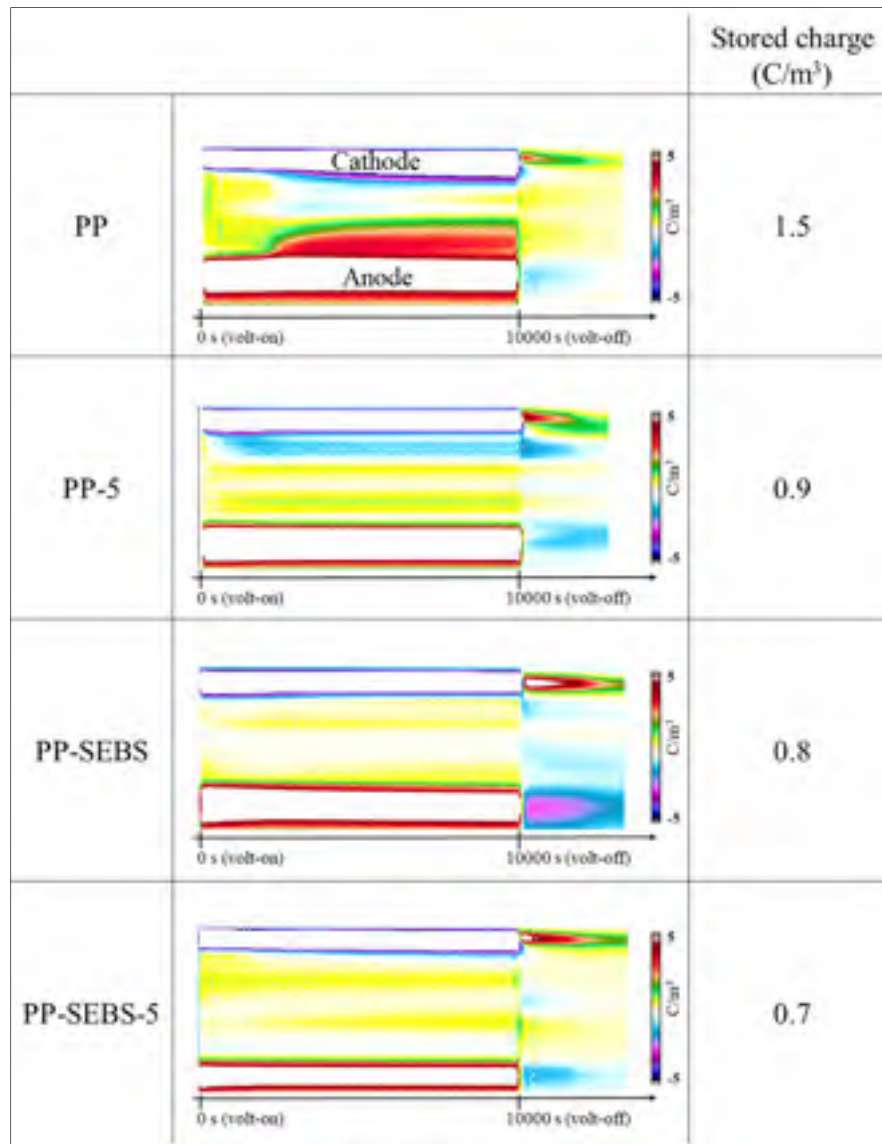 Stored charge
(C/m³)
PP
Cathode
Anode
5
C/m³
-5
0 s (volt-on)
10000 s (volt-off)
1.5
PP-5
5
C/m³
-5
0 s (volt-on)
10000 s (volt-off)
0.9
PP-SEBS
5
C/m³
-5
0 s (volt-on)
10000 s (volt-off)
0.8
PP-SEBS-5
5
C/m³
-5
0 s (volt-on)
10000 s (volt-off)
0.7